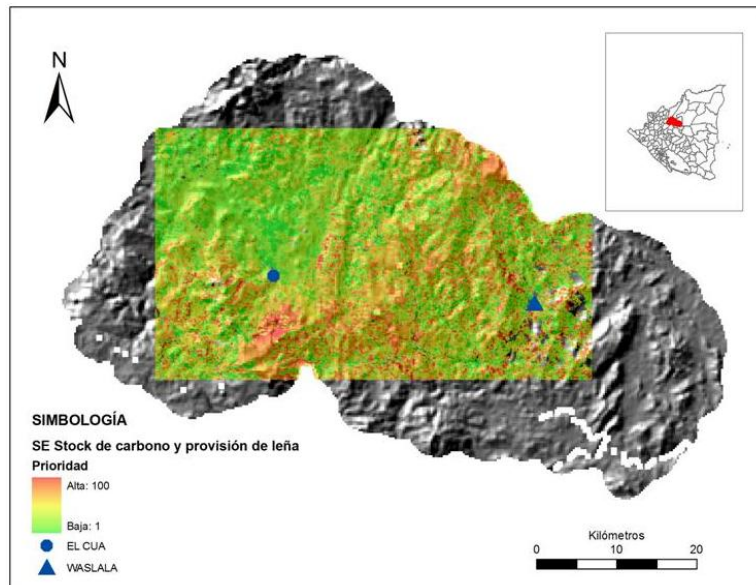 N
SIMBOLOGÍA
SE Stock de carbono y provisión de leña
Prioridad
Alta: 100
Baja: 1
EL CUA
WASLALA
Kilómetros
0 5 10 20